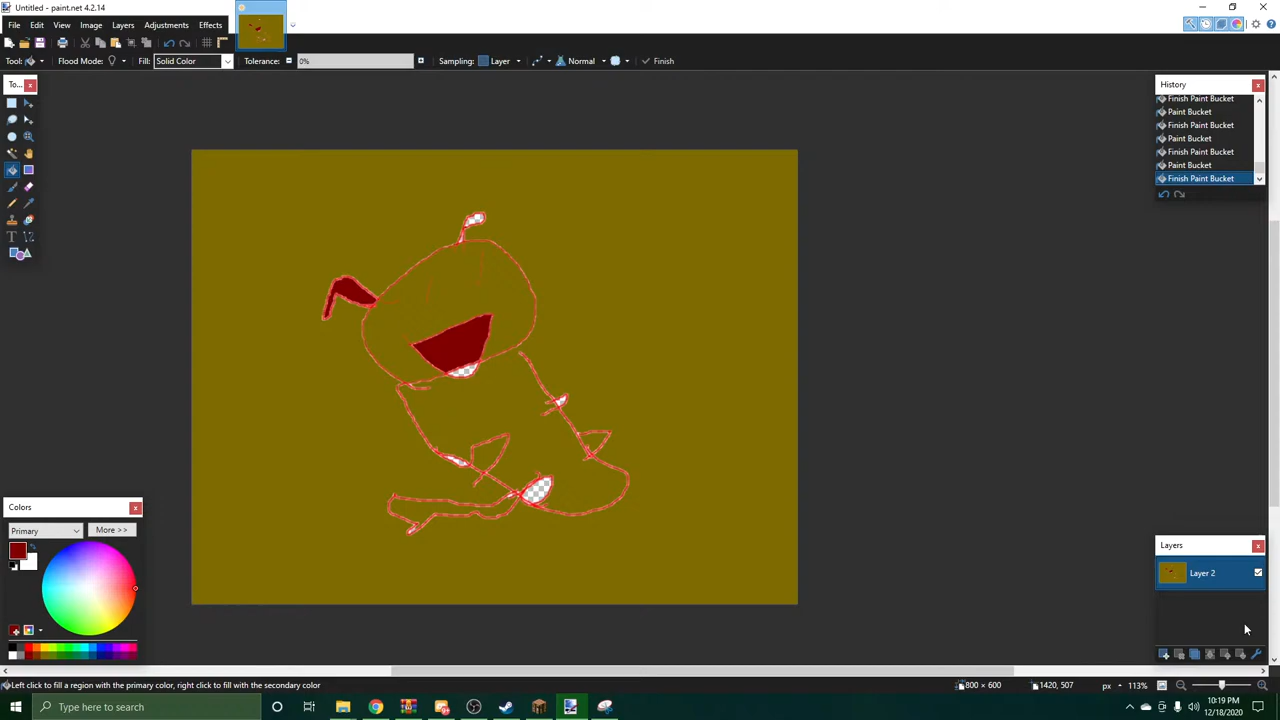 Untitled - paint.net 4.2.14
File Edit View Image Layers Adjustments Effects
Tool: Flood Mode: Fill: Solid Color Tolerance: 0% Sampling: Layer Normal Finish
To...
History
Finish Paint Bucket
Paint Bucket
Finish Paint Bucket
Paint Bucket
Finish Paint Bucket
Paint Bucket
Finish Paint Bucket
Colors
Primary More >>
Layers
Layer 2
Left click to fill a region with the primary color, right click to fill with the secondary color 800 × 600 1420, 507 px 113%
Type here to search
10:19 PM
12/18/2020